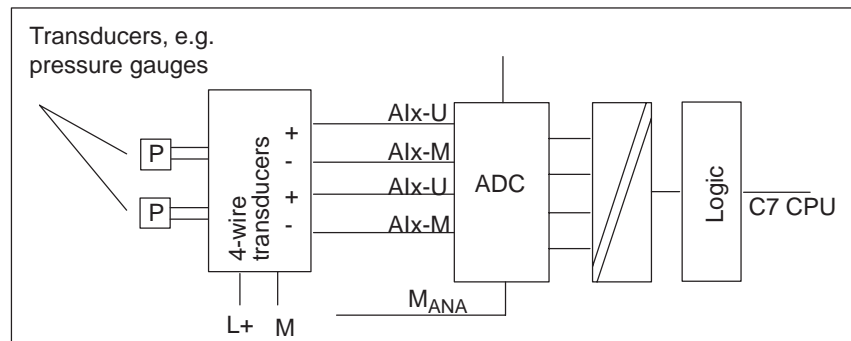 Transducers, e.g.
pressure gauges
P
P
4-wire
transducers
+
-
+
-
L+ M
AIx-U
AIx-M
AIx-U
AIx-M
ADC
MANA
Logic
C7 CPU